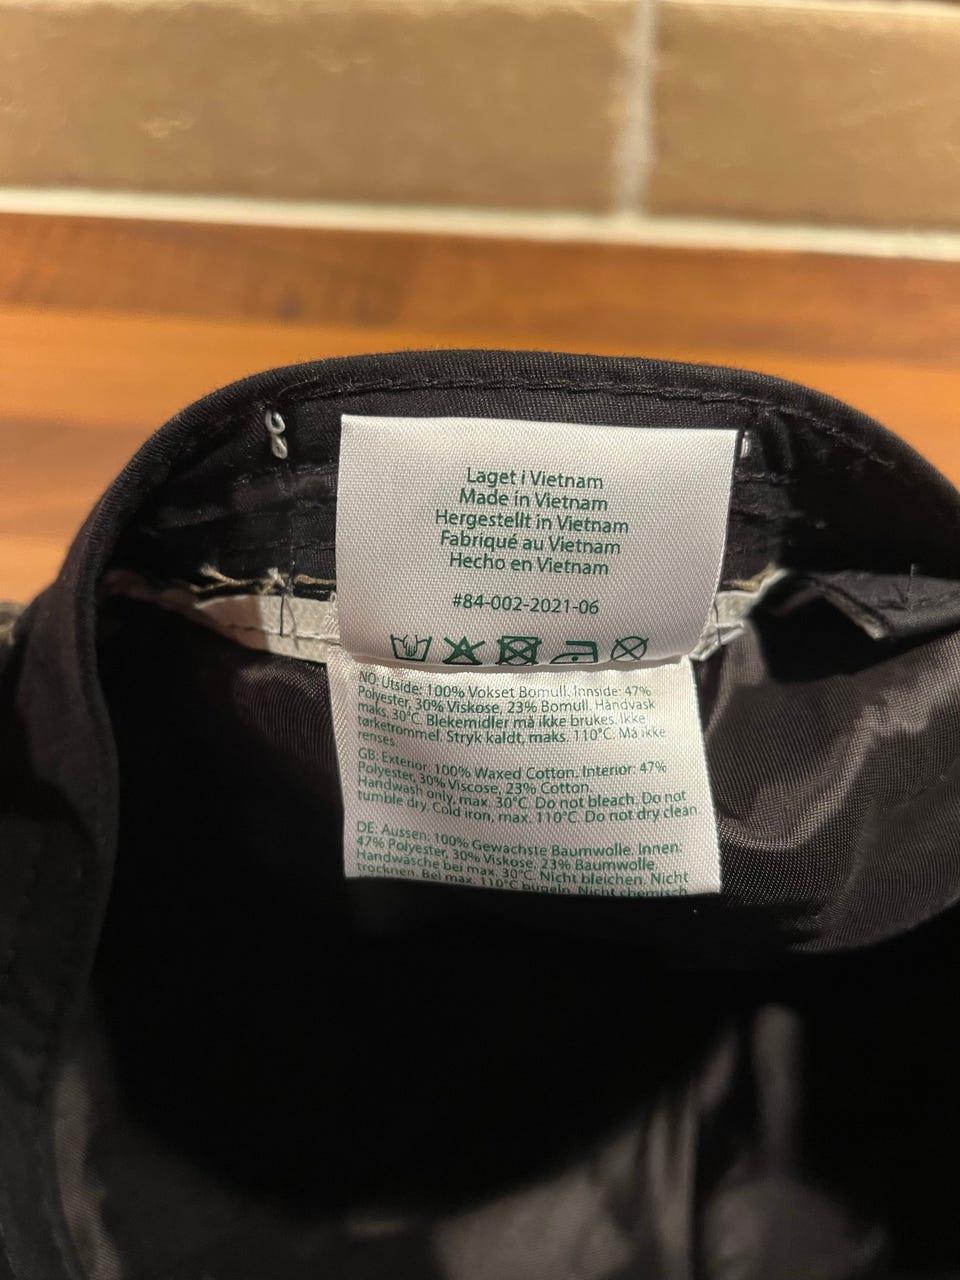 Laget i Vietnam
Made in Vietnam
Hergestellt in Vietnam
Fabriqué au Vietnam
Hecho en Vietnam
#84-002-2021-06
NO: Utside: 100% Vokset Bomull. Innside: 47%
Polyester, 30% Viskose, 23% Bomull. Håndvask
maks. 30°C. Blekemidler må ikke brukes. Ikke
tørketrommel. Stryk kaldt, maks. 110°C. Må ikke
renses.
GB: Exterior: 100% Waxed Cotton. Interior: 47%
Polyester, 30% Viscose, 23% Cotton.
Handwash only, max. 30°C. Do not bleach. Do not
tumble dry. Cold iron, max. 110°C. Do not dry clean
DE: Aussen: 100% Gewachste Baumwolle. Innen:
47% Polyester, 30% Viskose, 23% Baumwolle.
Handwäsche bei max. 30°C. Nicht bleichen. Nicht
trocknen. Bei max. 110°C bügeln. Nicht chemisch